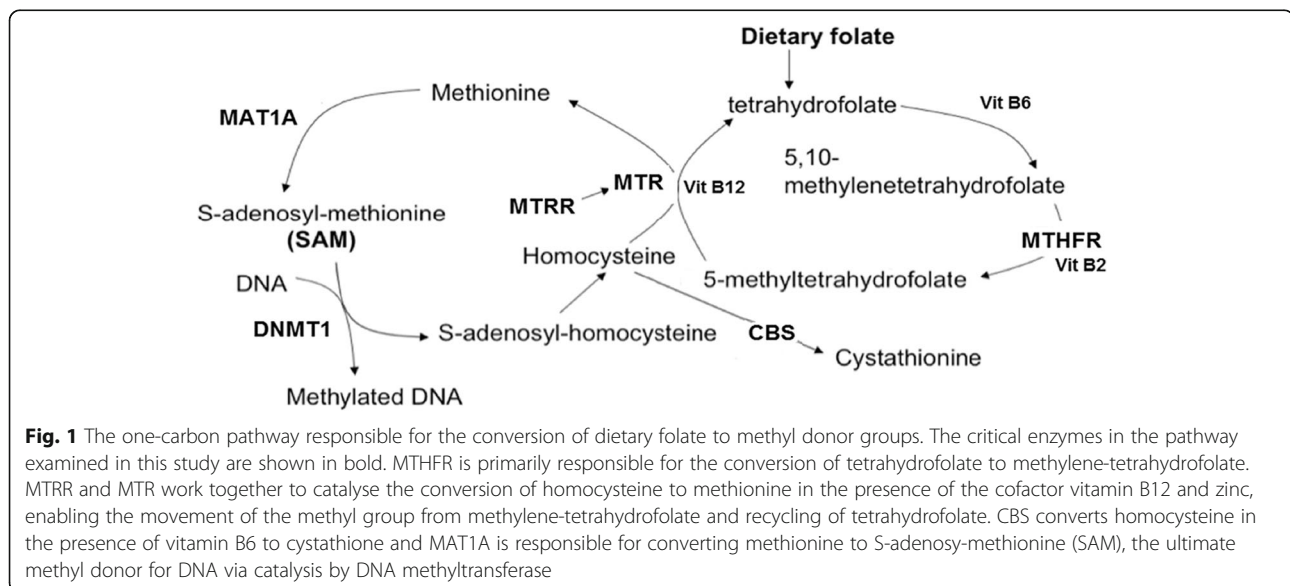 Dietary folate
Methionine
tetrahydrofolate
Vit B6
MAT1A
5,10-
methylenetetrahydrofolate
MTR
Vit B12
MTRR
S-adenosyl-methionine
(SAM)
MTHFR
Vit B2
Homocysteine
5-methyltetrahydrofolate
DNA
DNMT1
S-adenosyl-homocysteine
CBS
Cystathionine
Methylated DNA
Fig. 1 The one-carbon pathway responsible for the conversion of dietary folate to methyl donor groups. The critical enzymes in the pathway
examined in this study are shown in bold. MTHFR is primarily responsible for the conversion of tetrahydrofolate to methylene-tetrahydrofolate.
MTRR and MTR work together to catalyse the conversion of homocysteine to methionine in the presence of the cofactor vitamin B12 and zinc,
enabling the movement of the methyl group from methylene-tetrahydrofolate and recycling of tetrahydrofolate. CBS converts homocysteine in
the presence of vitamin B6 to cystathione and MAT1A is responsible for converting methionine to S-adenosy-methionine (SAM), the ultimate
methyl donor for DNA via catalysis by DNA methyltransferase